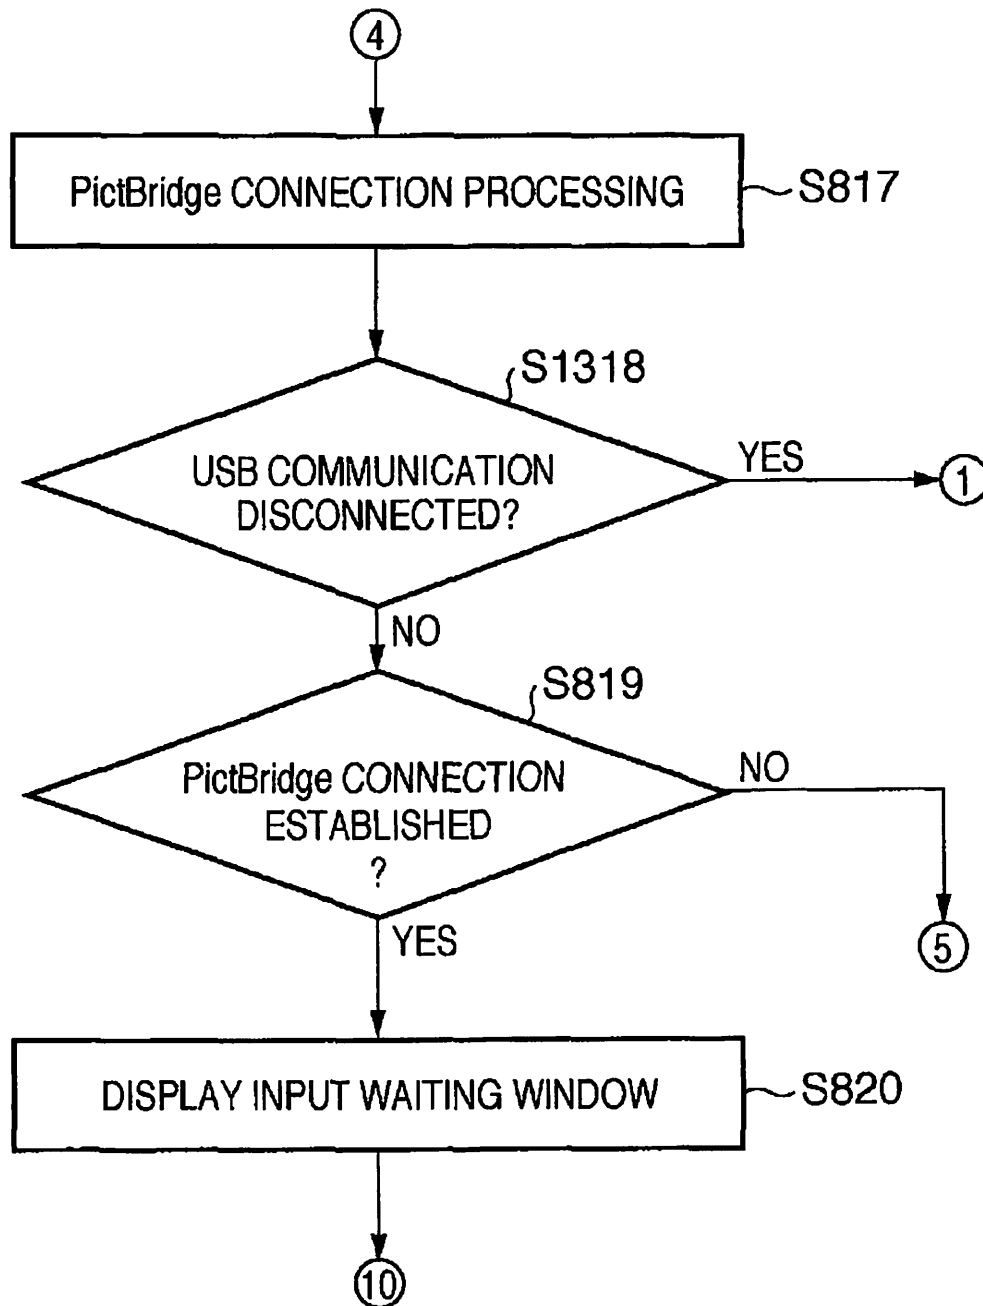 4
PictBridge CONNECTION PROCESSING
S817
S1318
USB COMMUNICATION
DISCONNECTED?
YES
1
NO
S819
PictBridge CONNECTION
ESTABLISHED
?
NO
YES
5
DISPLAY INPUT WAITING WINDOW
S820
10